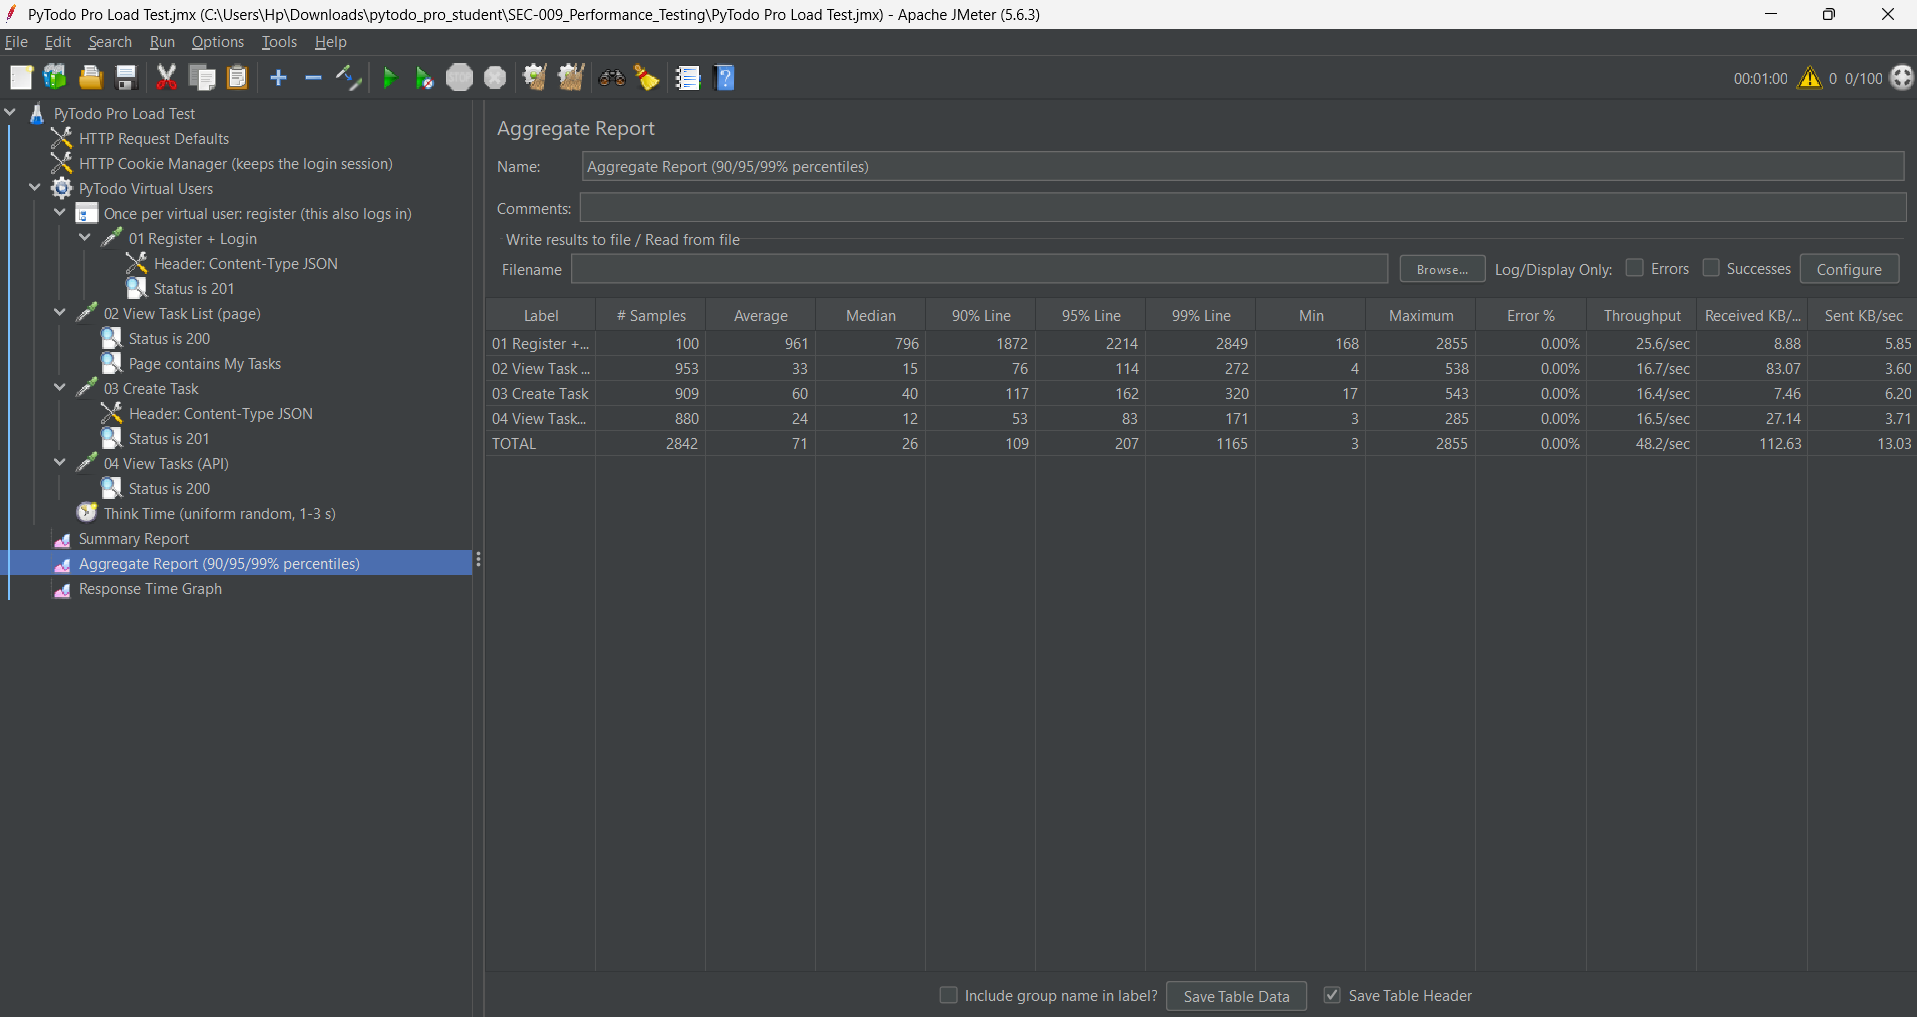 PyTodo Pro Load Test.jmx (C:\Users\Hp\Downloads\pytodo_pro_student\SEC-009_Performance_Testing\PyTodo Pro Load Test.jmx) - Apache JMeter (5.6.3)
File Edit Search Run Options Tools Help
STOP 00:01:00 0 0/100
PyTodo Pro Load Test
HTTP Request Defaults
HTTP Cookie Manager (keeps the login session)
PyTodo Virtual Users
Once per virtual user: register (this also logs in)
01 Register + Login
Header: Content-Type JSON
Status is 201
02 View Task List (page)
Status is 200
Page contains My Tasks
03 Create Task
Header: Content-Type JSON
Status is 201
04 View Tasks (API)
Status is 200
Think Time (uniform random, 1-3 s)
Summary Report
Aggregate Report (90/95/99% percentiles)
Response Time Graph
Aggregate Report
Name: Aggregate Report (90/95/99% percentiles)
Comments:
Write results to file / Read from file
Filename Browse... Log/Display Only: Errors Successes Configure
Label # Samples Average Median 90% Line 95% Line 99% Line Min Maximum Error % Throughput Received KB/... Sent KB/sec
01 Register +... 100 961 796 1872 2214 2849 168 2855 0.00% 25.6/sec 8.88 5.85
02 View Task ... 953 33 15 76 114 272 4 538 0.00% 16.7/sec 83.07 3.60
03 Create Task 909 60 40 117 162 320 17 543 0.00% 16.4/sec 7.46 6.20
04 View Task... 880 24 12 53 83 171 3 285 0.00% 16.5/sec 27.14 3.71
TOTAL 2842 71 26 109 207 1165 3 2855 0.00% 48.2/sec 112.63 13.03
Include group name in label? Save Table Data Save Table Header